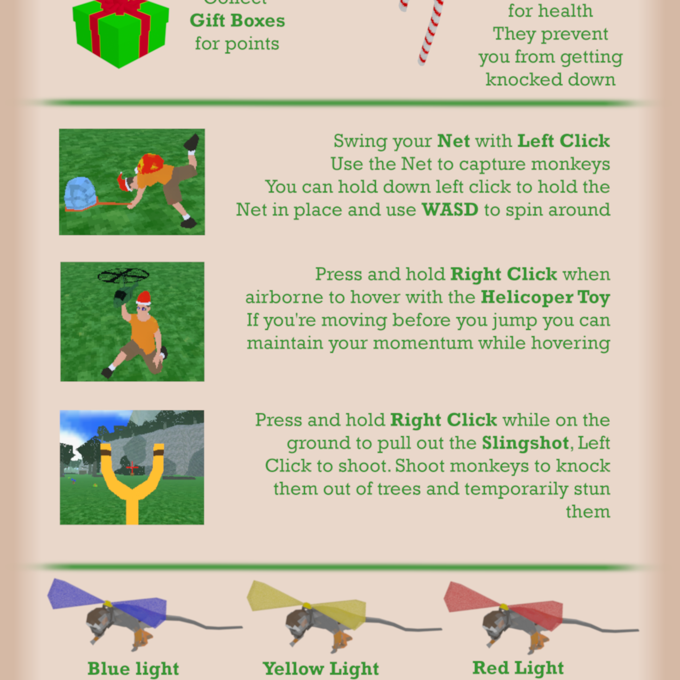 Collect
Gift Boxes
for points
for health
They prevent
you from getting
knocked down
Swing your Net with Left Click
Use the Net to capture monkeys
You can hold down left click to hold the
Net in place and use WASD to spin around
Press and hold Right Click when
airborne to hover with the Helicoper Toy
If you're moving before you jump you can
maintain your momentum while hovering
Press and hold Right Click while on the
ground to pull out the Slingshot, Left
Click to shoot. Shoot monkeys to knock
them out of trees and temporarily stun
them
Blue light
Yellow Light
Red Light